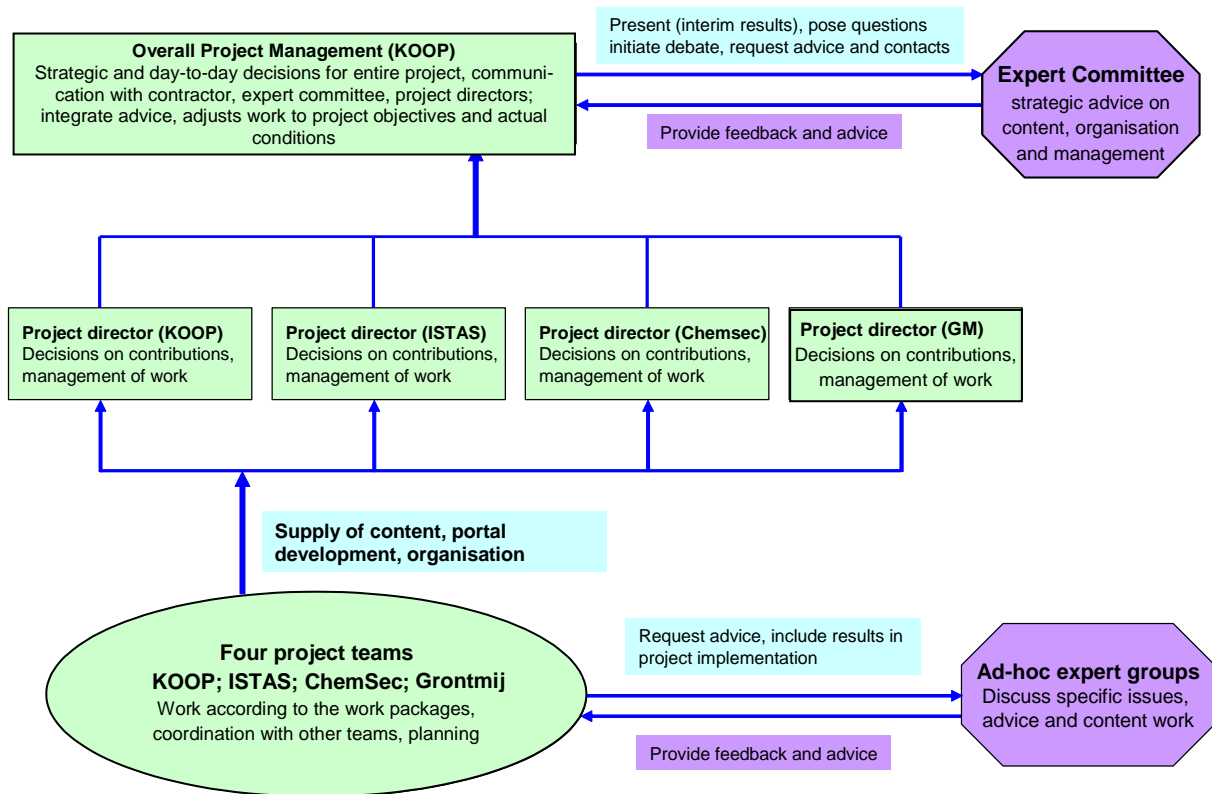 Overall Project Management (KOOP)
Strategic and day-to-day decisions for entire project, communi-
cation with contractor, expert committee, project directors;
integrate advice, adjusts work to project objectives and actual
conditions
Present (interim results), pose questions
initiate debate, request advice and contacts
Provide feedback and advice
Expert Committee
strategic advice on
content, organisation
and management
Project director (KOOP)
Decisions on contributions,
management of work
Project director (ISTAS)
Decisions on contributions,
management of work
Project director (Chemsec)
Decisions on contributions,
management of work
Project director (GM)
Decisions on contributions,
management of work
Supply of content, portal
development, organisation
Four project teams
KOOP; ISTAS; ChemSec; Grontmij
Work according to the work packages,
coordination with other teams, planning
Request advice, include results in
project implementation
Provide feedback and advice
Ad-hoc expert groups
Discuss specific issues,
advice and content work